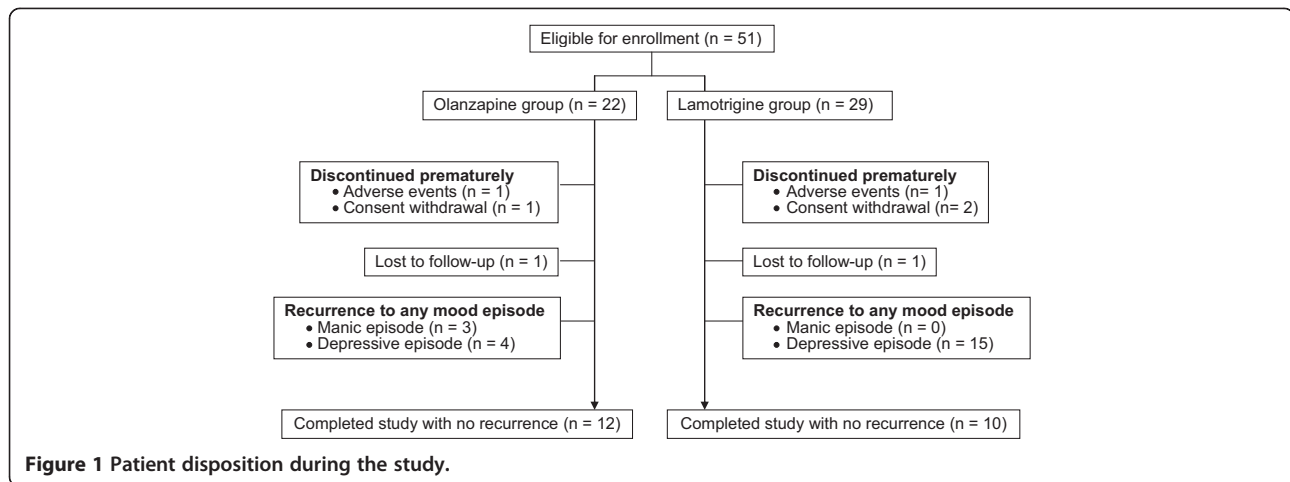 Eligible for enrollment (n = 51)
Olanzapine group (n = 22)
Lamotrigine group (n = 29)
Discontinued prematurely
• Adverse events (n = 1)
• Consent withdrawal (n = 1)
Discontinued prematurely
• Adverse events (n= 1)
• Consent withdrawal (n= 2)
Lost to follow-up (n = 1)
Lost to follow-up (n = 1)
Recurrence to any mood episode
• Manic episode (n = 3)
• Depressive episode (n = 4)
Recurrence to any mood episode
• Manic episode (n = 0)
• Depressive episode (n = 15)
Completed study with no recurrence (n = 12)
Completed study with no recurrence (n = 10)
Figure 1 Patient disposition during the study.